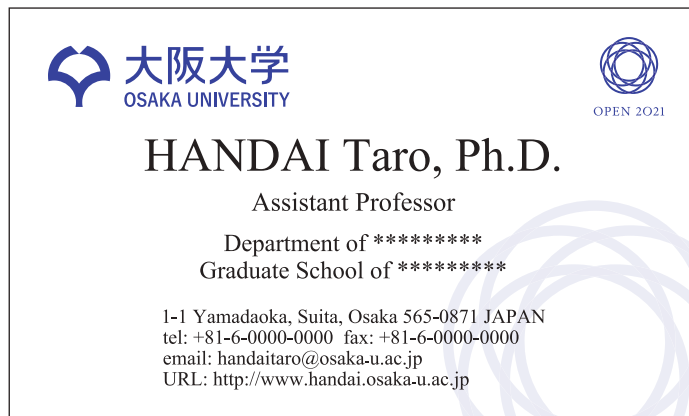 大阪大学
OSAKA UNIVERSITY
OPEN 2021
HANDAI Taro, Ph.D.
Assistant Professor
Department of *********
Graduate School of *********
1-1 Yamadaoka, Suita, Osaka 565-0871 JAPAN
tel: +81-6-0000-0000  fax: +81-6-0000-0000
email: handaitaro@osaka-u.ac.jp
URL: http://www.handai.osaka-u.ac.jp